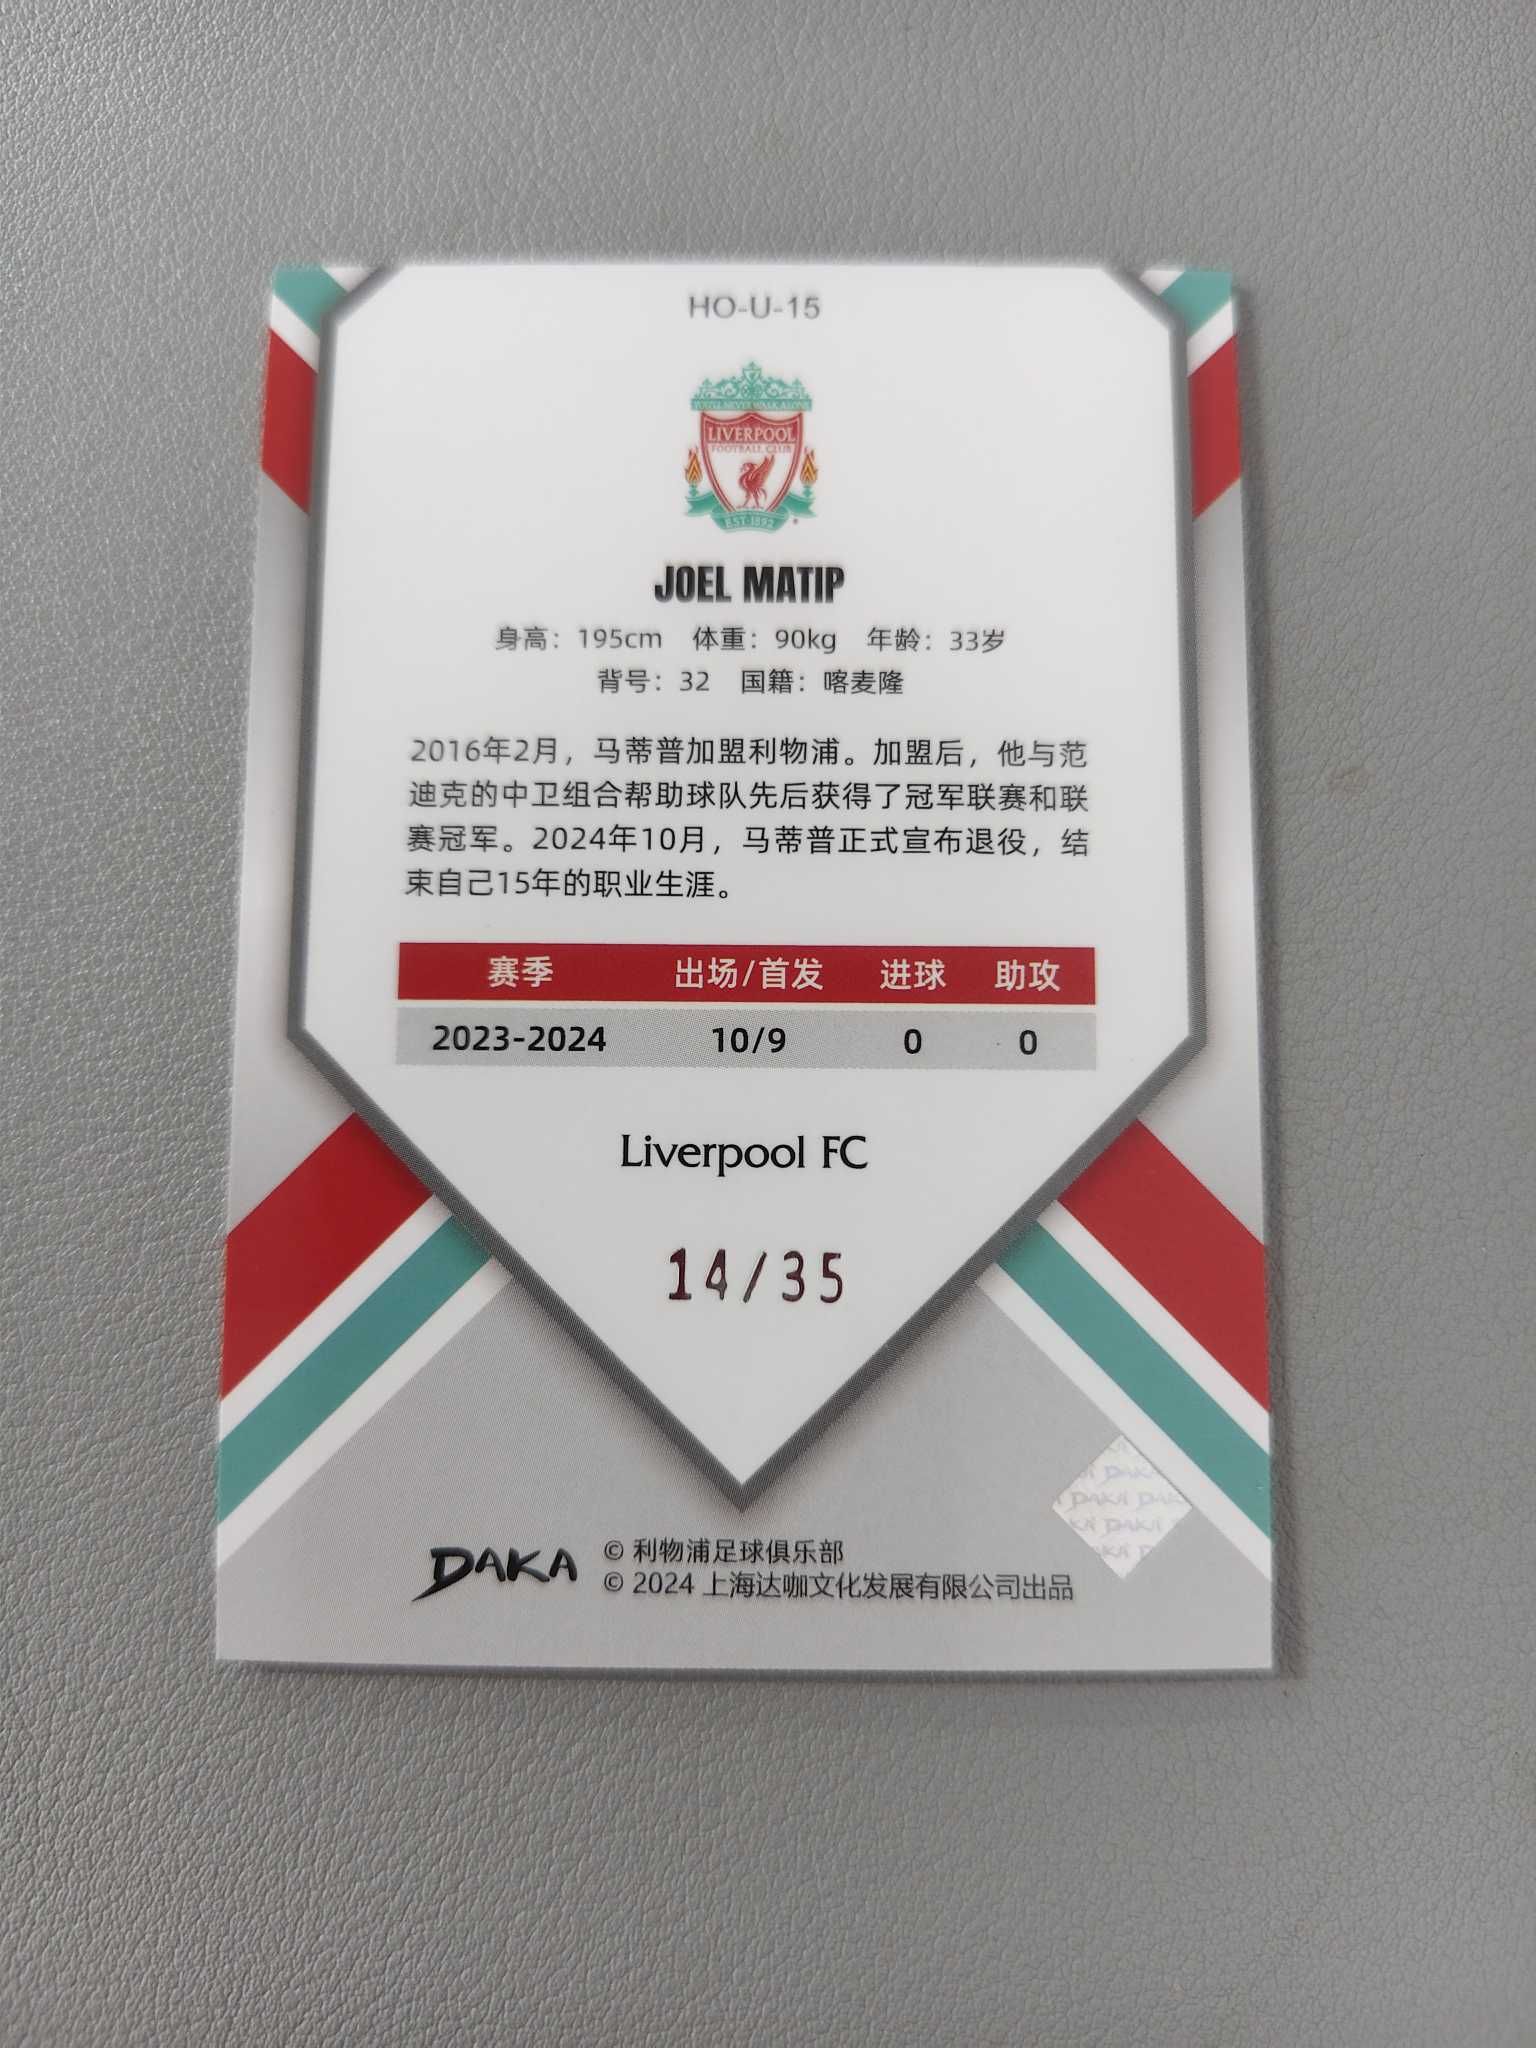 HO-U-15
YOU'LL NEVER WALK ALONE
LIVERPOOL
FOOTBALL CLUB
EST·1892
JOEL MATIP
身高：195cm 体重：90kg 年龄：33岁
背号：32 国籍：喀麦隆
2016年2月，马蒂普加盟利物浦。加盟后，他与范
迪克的中卫组合帮助球队先后获得了冠军联赛和联
赛冠军。2024年10月，马蒂普正式宣布退役，结
束自己15年的职业生涯。
赛季 出场/首发 进球 助攻
2023-2024 10/9 0 0
Liverpool FC
14/35
DAKA
DAKA DAKA
DAKA
DAKA © 利物浦足球俱乐部
© 2024 上海达咖文化发展有限公司出品